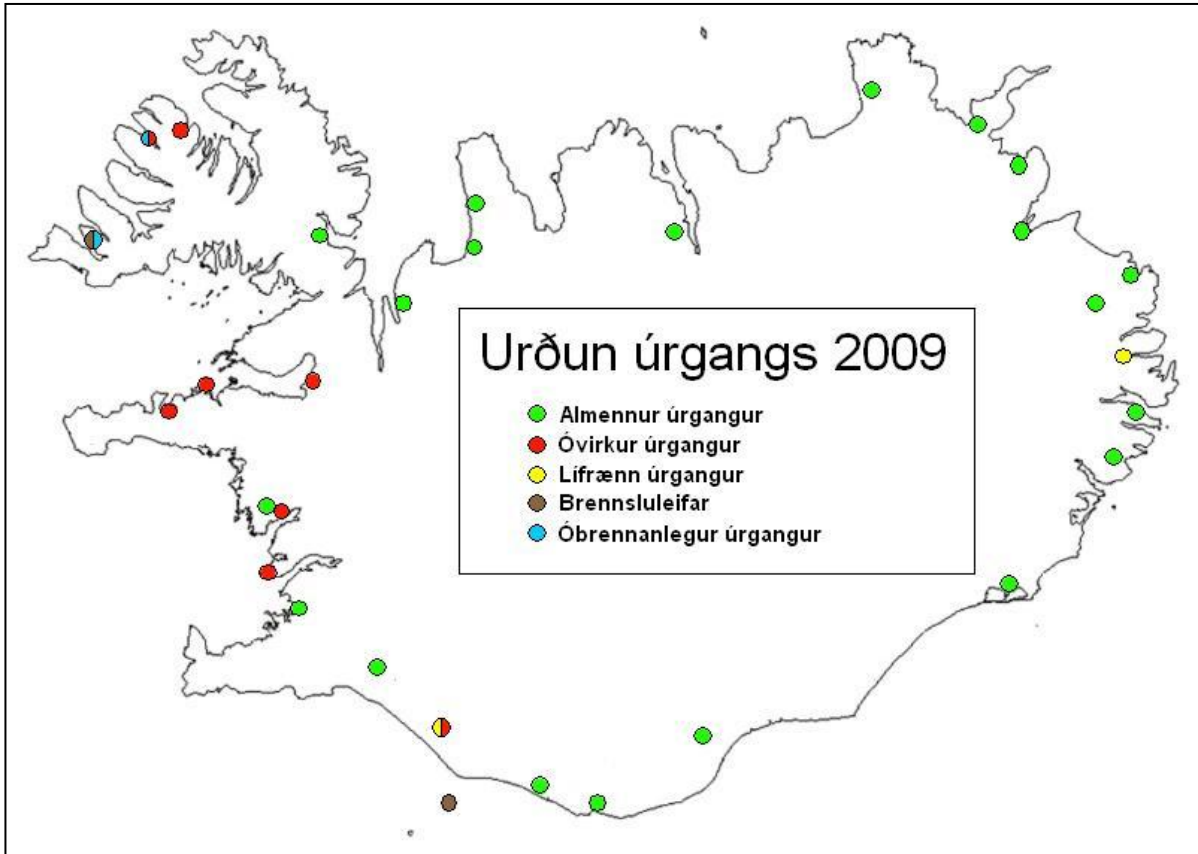 Urðun úrgangs 2009
Almennur úrgangur
Óvirkur úrgangur
Lífrænn úrgangur
Brennsluleifar
Óbrennanlegur úrgangur